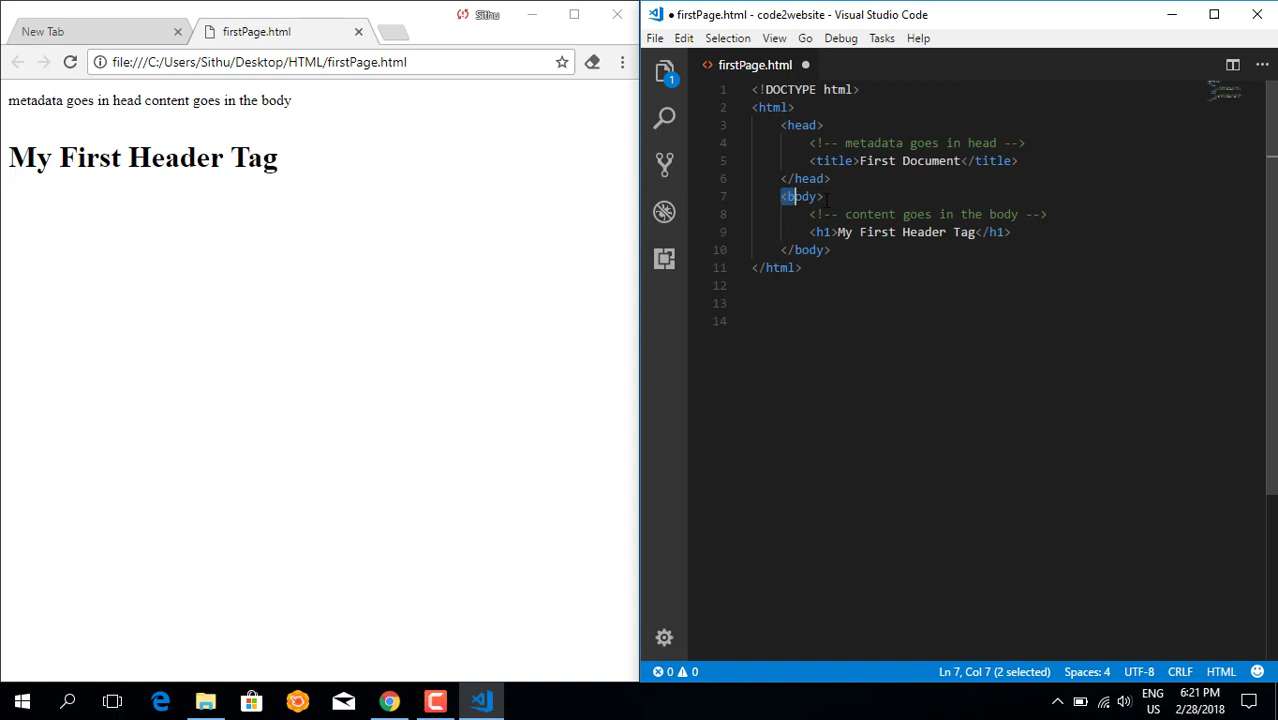 Sithu
New Tab
firstPage.html
file:///C:/Users/Sithu/Desktop/HTML/firstPage.html
metadata goes in head content goes in the body
My First Header Tag
● firstPage.html - code2website - Visual Studio Code
File Edit Selection View Go Debug Tasks Help
1
<> firstPage.html ●
1 <!DOCTYPE html>
2 <html>
3 <head>
4 <!-- metadata goes in head -->
5 <title>First Document</title>
6 </head>
7 <body>
8 <!-- content goes in the body -->
9 <h1>My First Header Tag</h1>
10 </body>
11 </html>
12
13
14
0 0 Ln 7, Col 7 (2 selected) Spaces: 4 UTF-8 CRLF HTML
ENG 6:21 PM
US 2/28/2018